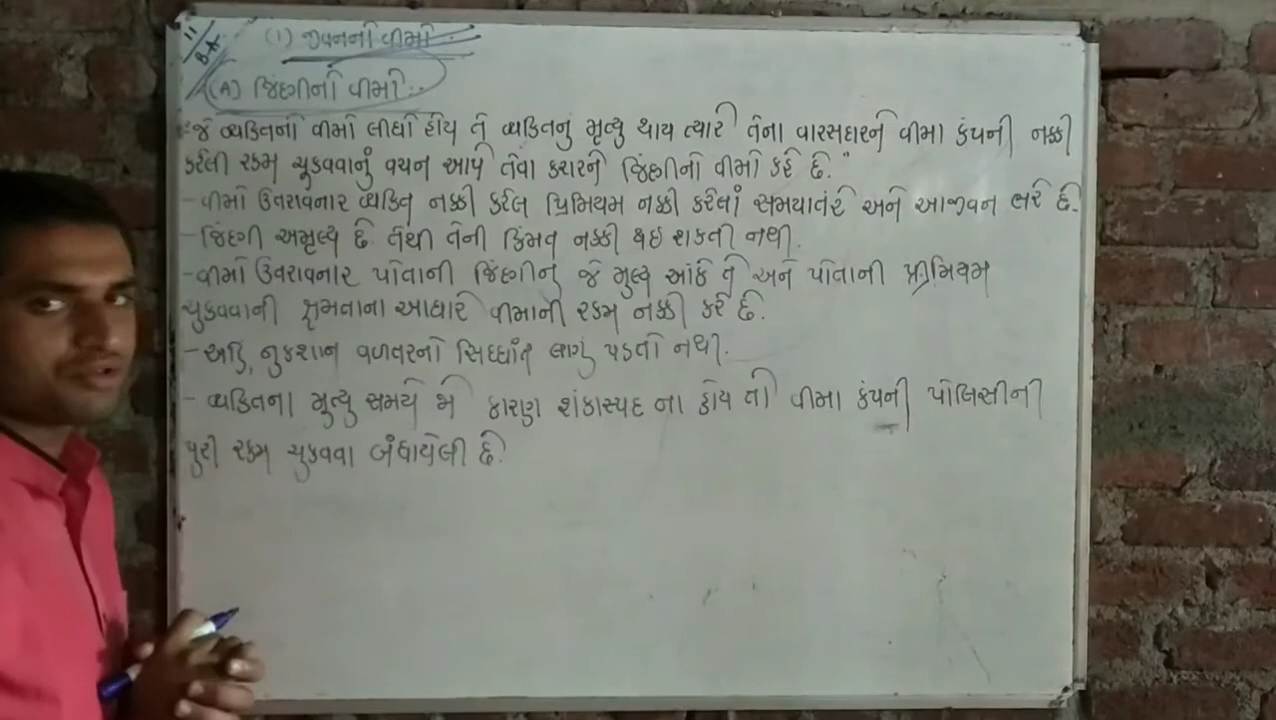 11
B.A.
(1) જીવનનો વીમો :
(A) જિંદગીનો વીમો :
"જે વ્યક્તિનો વીમો લીધો હોય તે વ્યક્તિનું મૃત્યુ થાય ત્યારે તેના વારસદારને વીમા કંપની નક્કી
કરેલી રકમ ચૂકવવાનું વચન આપે તેવા કરારને જિંદગીનો વીમો કહે છે."
- વીમો ઉતરાવનાર વ્યક્તિ નક્કી કરેલ પ્રિમિયમ નક્કી કરેલાં સમયાતંરે અને આજીવન ભરે છે.
- જિંદગી અમૂલ્ય છે. તેથી તેની કિંમત નક્કી થઇ શકતી નથી.
- વીમો ઉતરાવનાર પોતાની જિંદગીનું જે મુલ્ય આંકે તે અને પોતાની પ્રીમિયમ
ચુકવવાની ક્ષમતાના આધારે વીમાની રકમ નક્કી કરે છે.
- અહિં, નુકશાન વળતરનો સિધ્ધાંત લાગું પડતો નથી.
- વ્યક્તિના મુત્યુ સમયે જે કારણ શંકાસ્પદ ના હોય તો વીમા કંપની પોલિસીની
પુરી રકમ ચુકવવા બંધાયેલી છે.